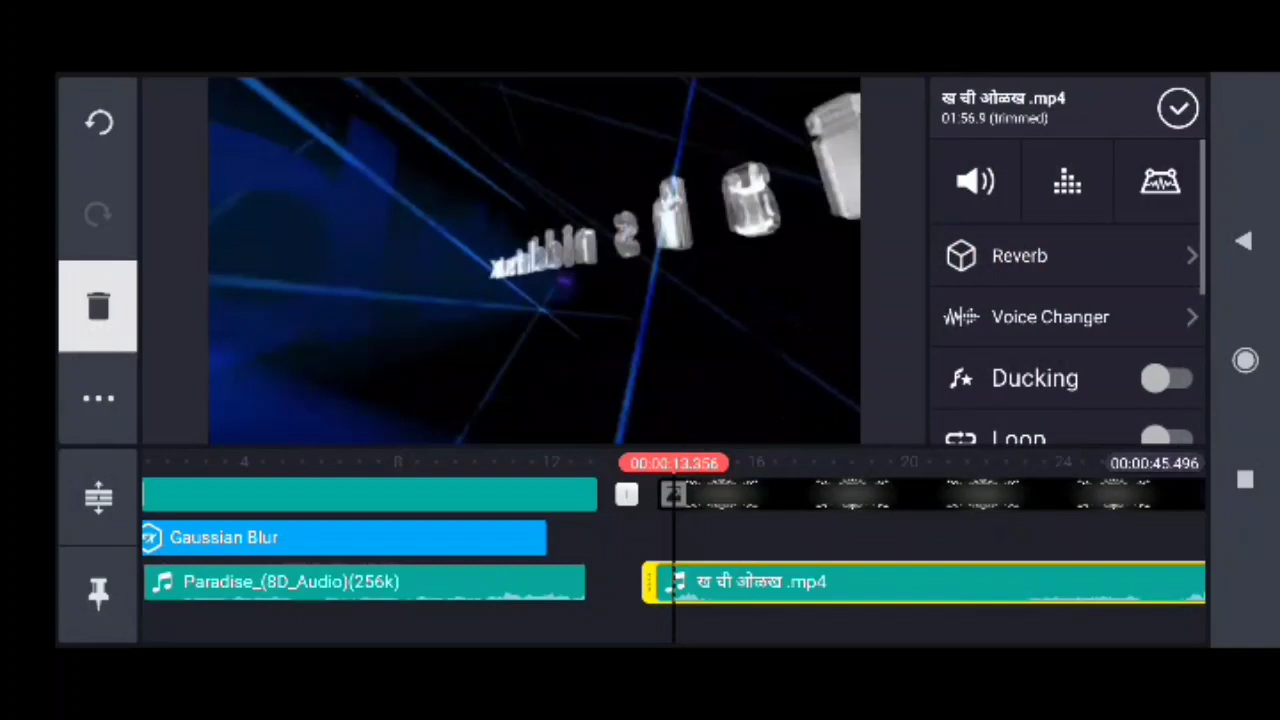 ख ची ओळख .mp4
01:56.9 (trimmed)
Reverb
Voice Changer
Ducking
Loop
4 8 12 00:00:13.356 16 20 24 00:00:45.496
Gaussian Blur
Paradise_(8D_Audio)(256k)
ख ची ओळख .mp4